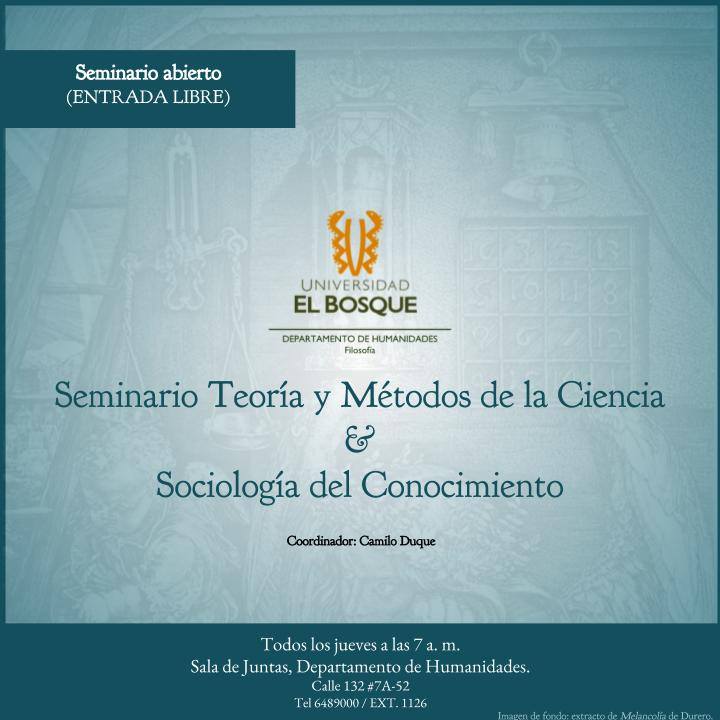 Seminario abierto
(ENTRADA LIBRE)
UNIVERSIDAD
EL BOSQUE
DEPARTAMENTO DE HUMANIDADES
Filosofía
Seminario Teoría y Métodos de la Ciencia
&
Sociología del Conocimiento
Coordinador: Camilo Duque
Todos los jueves a las 7 a. m.
Sala de Juntas, Departamento de Humanidades.
Calle 132 #7A-52
Tel 6489000 / EXT. 1126
Imagen de fondo: extracto de Melancolía de Durero.